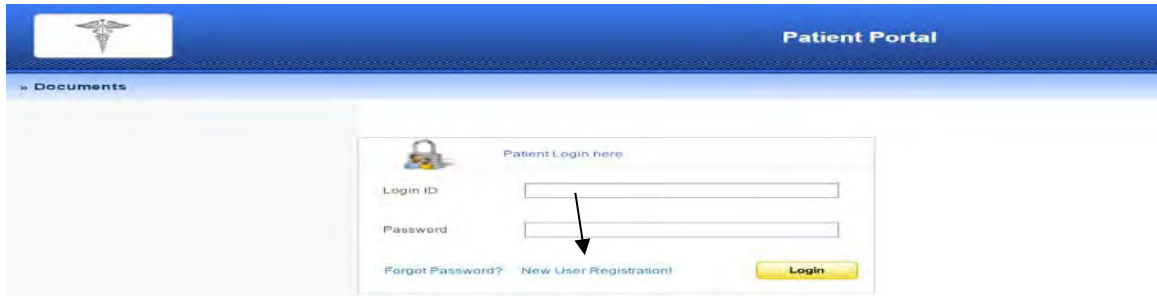 Patient Portal
» Documents
Patient Login here
Login ID
Password
Forgot Password? New User Registration! Login